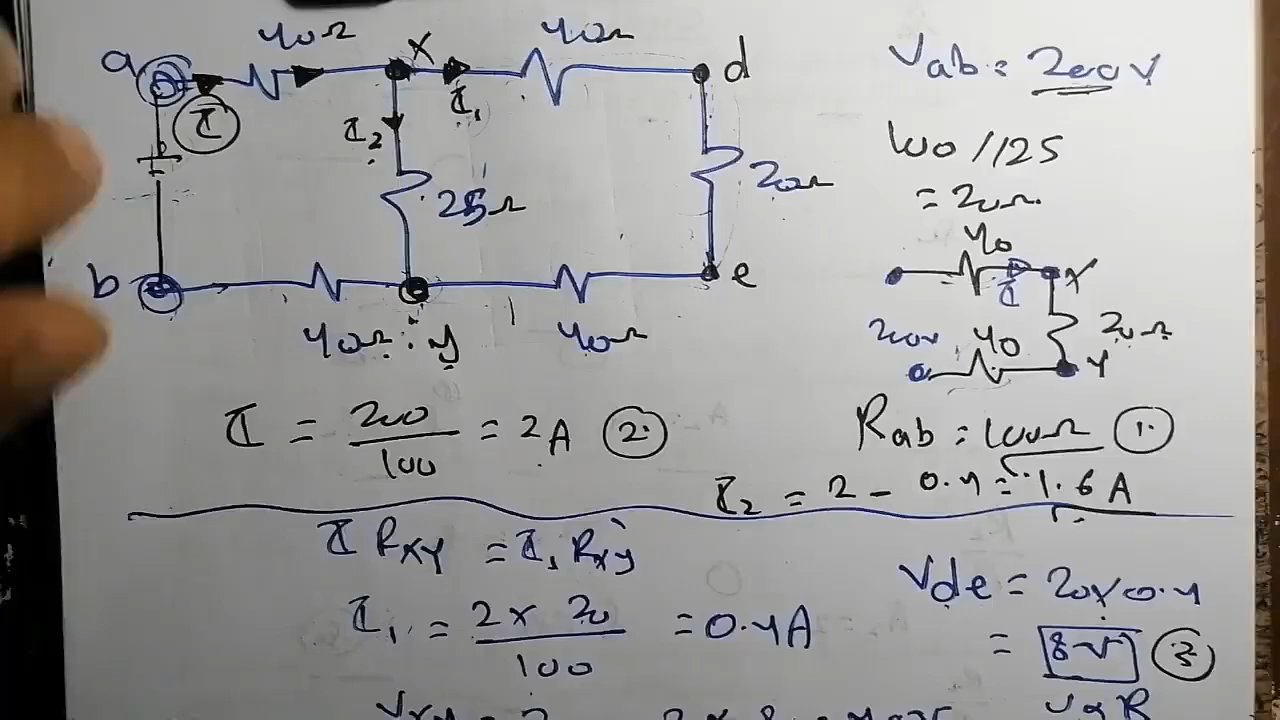 a 40Ω X 40Ω d
I
I₂ I₁
25Ω 20Ω
b e
40Ω y 40Ω
Vab = 200V
100 // 25
= 20Ω
40 X
I
200V 40 20Ω
Y
Rab = 100Ω 1.
I = 200/100 = 2A 2.
I₂ = 2 - 0.4 = 1.6 A
I RXY = I₁ Rxy
I₁ = 2 x 20 / 100 = 0.4A
Vde = 20 x 0.4
= 8 V 3
V α R